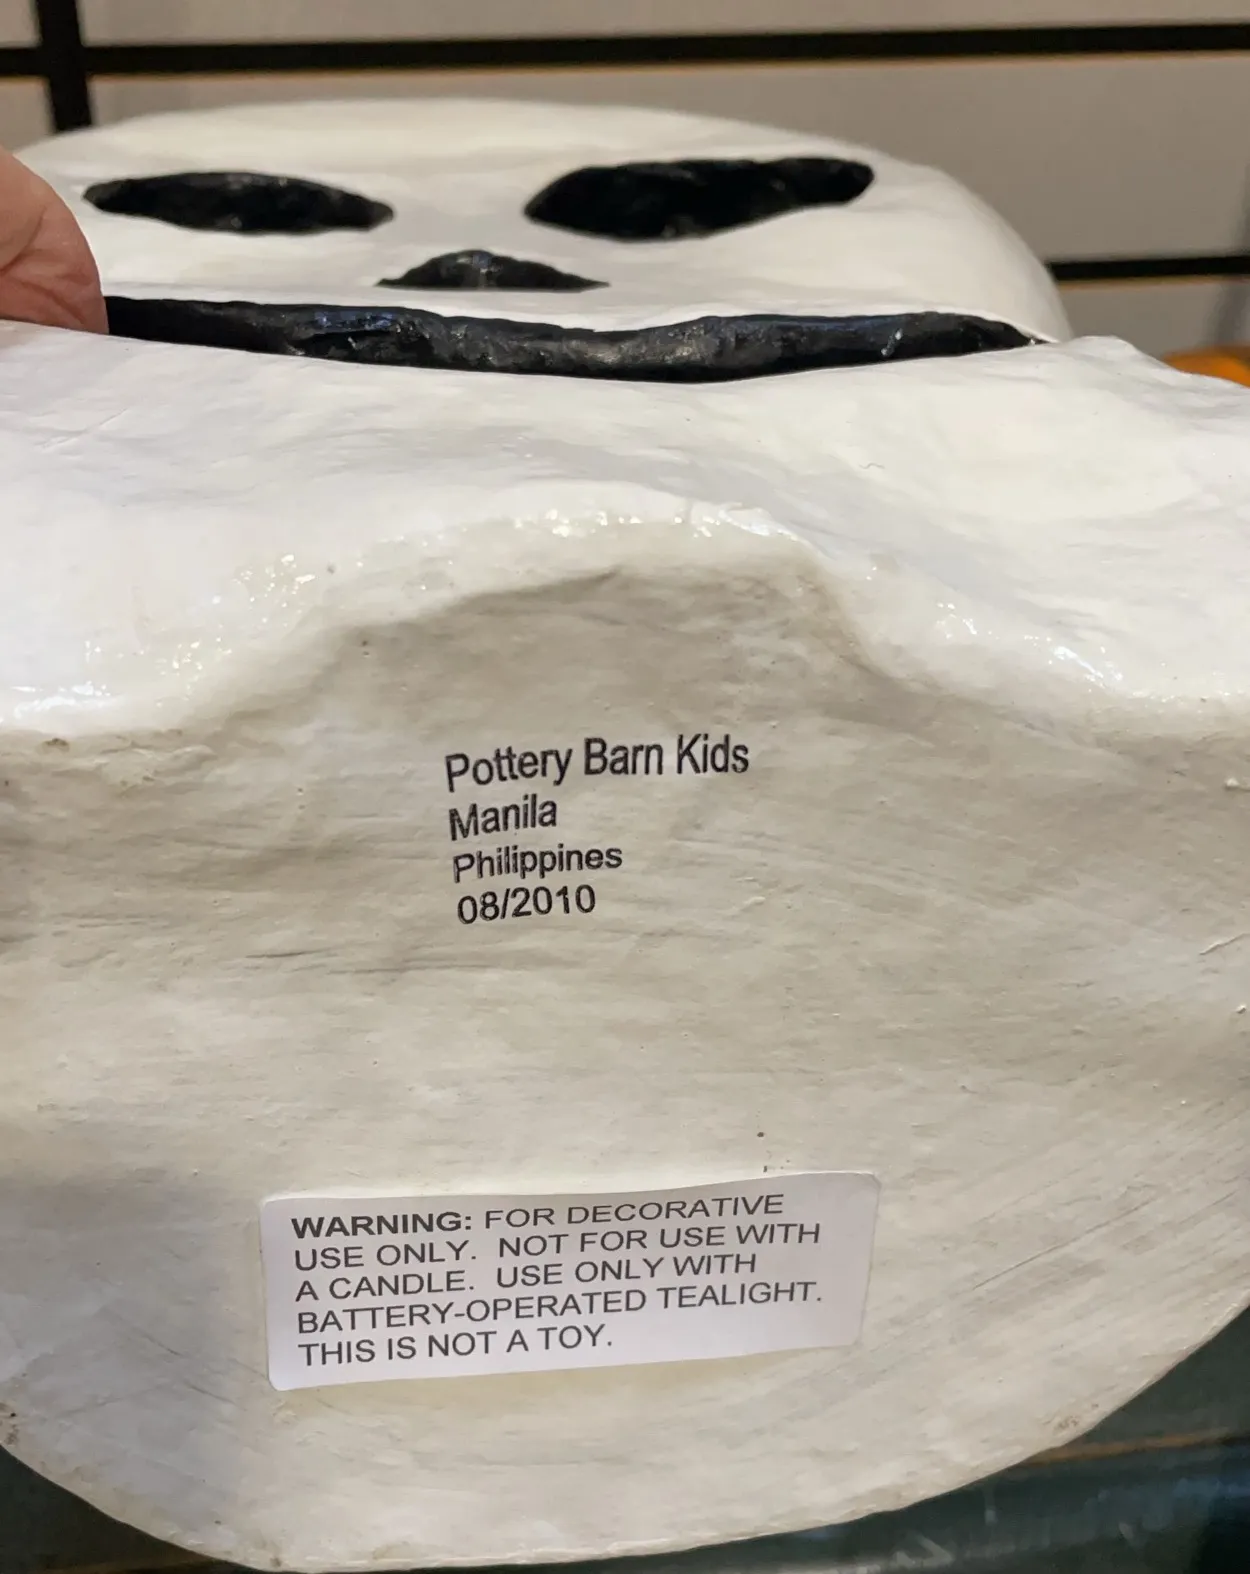 Pottery Barn Kids
Manila
Philippines
08/2010
WARNING: FOR DECORATIVE
USE ONLY. NOT FOR USE WITH
A CANDLE. USE ONLY WITH
BATTERY-OPERATED TEALIGHT.
THIS IS NOT A TOY.